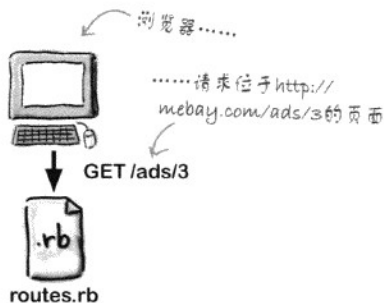 浏览器……
……请求位于http://
mebay.com/ads/3的页面
GET /ads/3
.rb
routes.rb